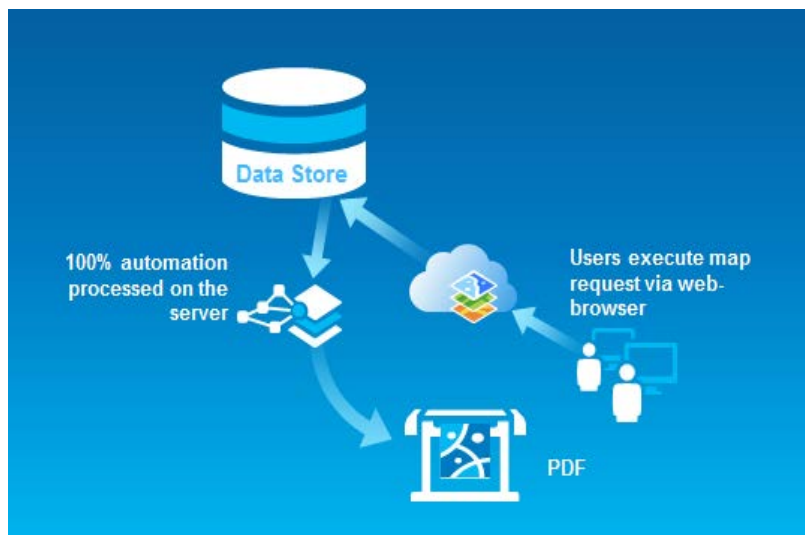 Data Store
100% automation
processed on the
server
Users execute map
request via web-
browser
PDF